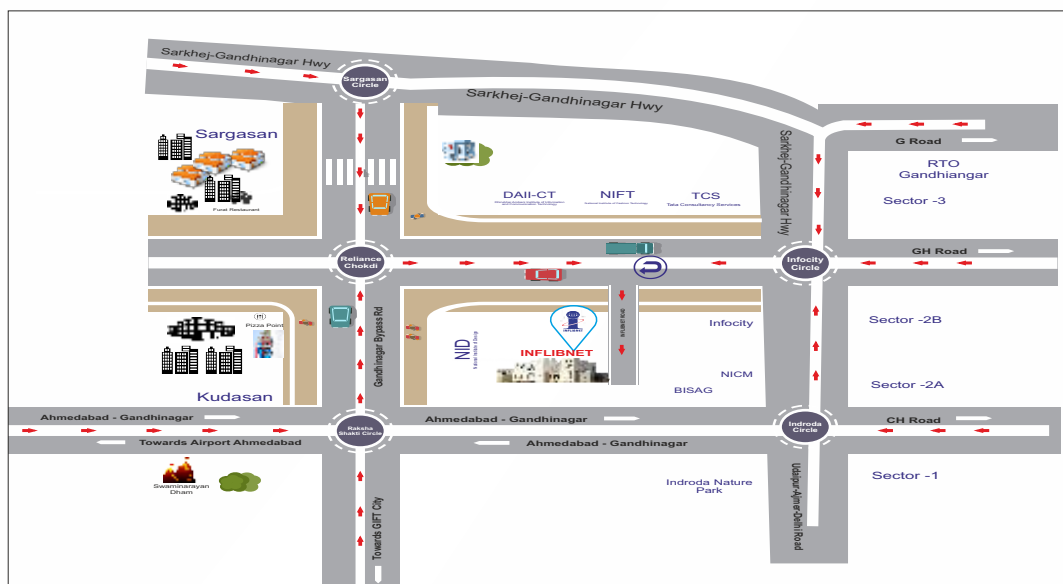 Sarkhej-Gandhinagar Hwy
Sargasan
Circle
Sarkhej-Gandhinagar Hwy
Sarkhej-Gandhinagar Hwy
G Road
Sargasan
RTO
Gandhiangar
DAII-CT
NIFT
TCS
Tata Consultancy Services
Sector -3
Fural Restaurant
GH Road
Reliance
Chokdi
Infocity
Circle
Pizza Point
Gandhinagar Bypass Rd
NID
INFLIBNET
INFLIBNET
Infocity
Sector -2B
NICM
BISAG
Sector -2A
Kudasan
Ahmedabad - Gandhinagar
Ahmedabad - Gandhinagar
CH Road
Raksha
Shakti Circle
Indroda
Circle
Towards Airport Ahmedabad
Ahmedabad - Gandhinagar
Swaminarayan
Dham
Indroda Nature
Park
Sector -1
Udaipur-Ajmer-Delhi Road
Towards GIFT City